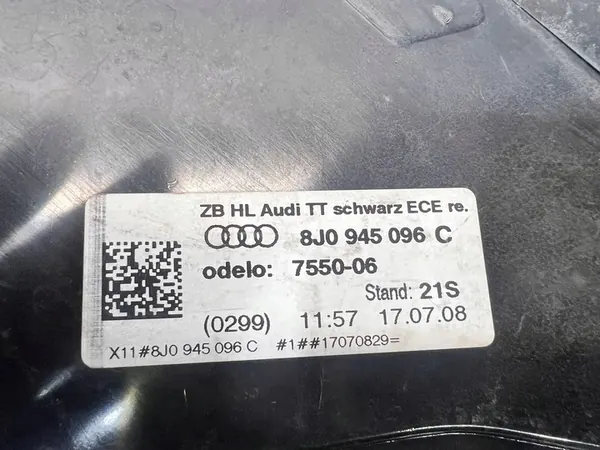 ZB HL Audi TT schwarz ECE re.
8J0 945 096 C
odelo: 7550-06
Stand: 21S
(0299) 11:57 17.07.08
X11#8J0 945 096 C #1##17070829=